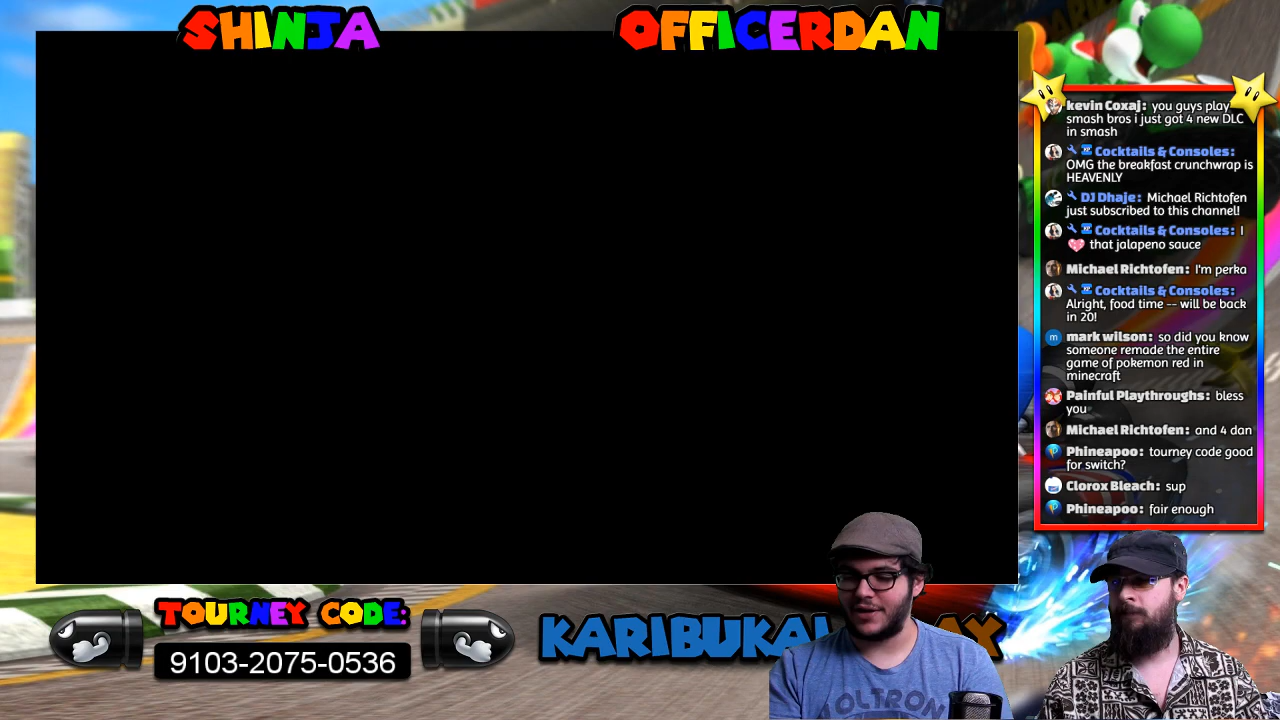 SHINJA
OFFICERDAN
kevin Coxaj: you guys play
smash bros i just got 4 new DLC
in smash
Cocktails & Consoles:
OMG the breakfast crunchwrap is
HEAVENLY
DJ Dhaje: Michael Richtofen
just subscribed to this channel!
Cocktails & Consoles: I
that jalapeno sauce
Michael Richtofen: I'm perka
Cocktails & Consoles:
Alright, food time -- will be back
in 20!
mark wilson: so did you know
someone remade the entire
game of pokemon red in
minecraft
Painful Playthroughs: bless
you
Michael Richtofen: and 4 dan
Phineapoo: tourney code good
for switch?
Clorox Bleach: sup
Phineapoo: fair enough
TOURNEY CODE:
9103-2075-0536